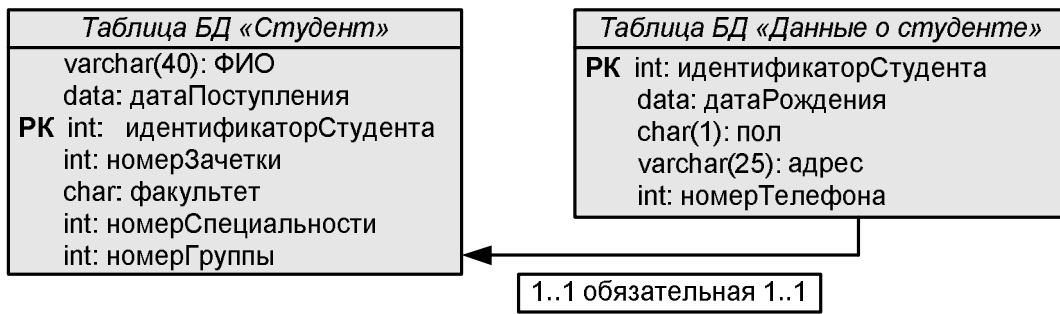 Таблица БД «Студент»
varchar(40): ФИО
data: датаПоступления
РК int: идентификаторСтудента
int: номерЗачетки
char: факультет
int: номерСпециальности
int: номерГруппы
Таблица БД «Данные о студенте»
РК int: идентификаторСтудента
data: датаРождения
char(1): пол
varchar(25): адрес
int: номерТелефона
1..1 обязательная 1..1